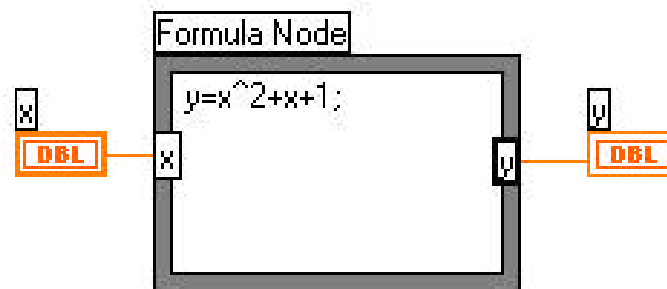 Formula Node
y=x^2+x+1;
x
DBL
x
y
y
DBL